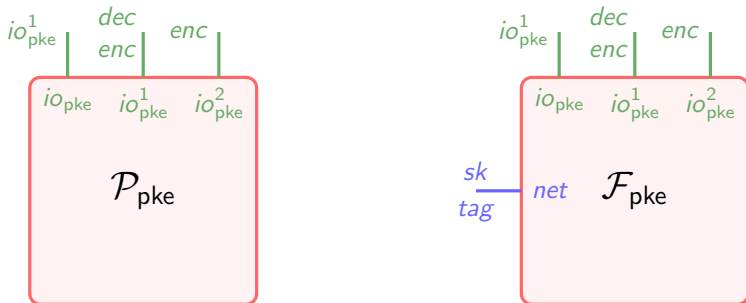 dec dec
io¹pke enc enc io¹pke enc enc
iopke io¹pke io²pke iopke io¹pke io²pke
Ppke sk net Fpke
tag